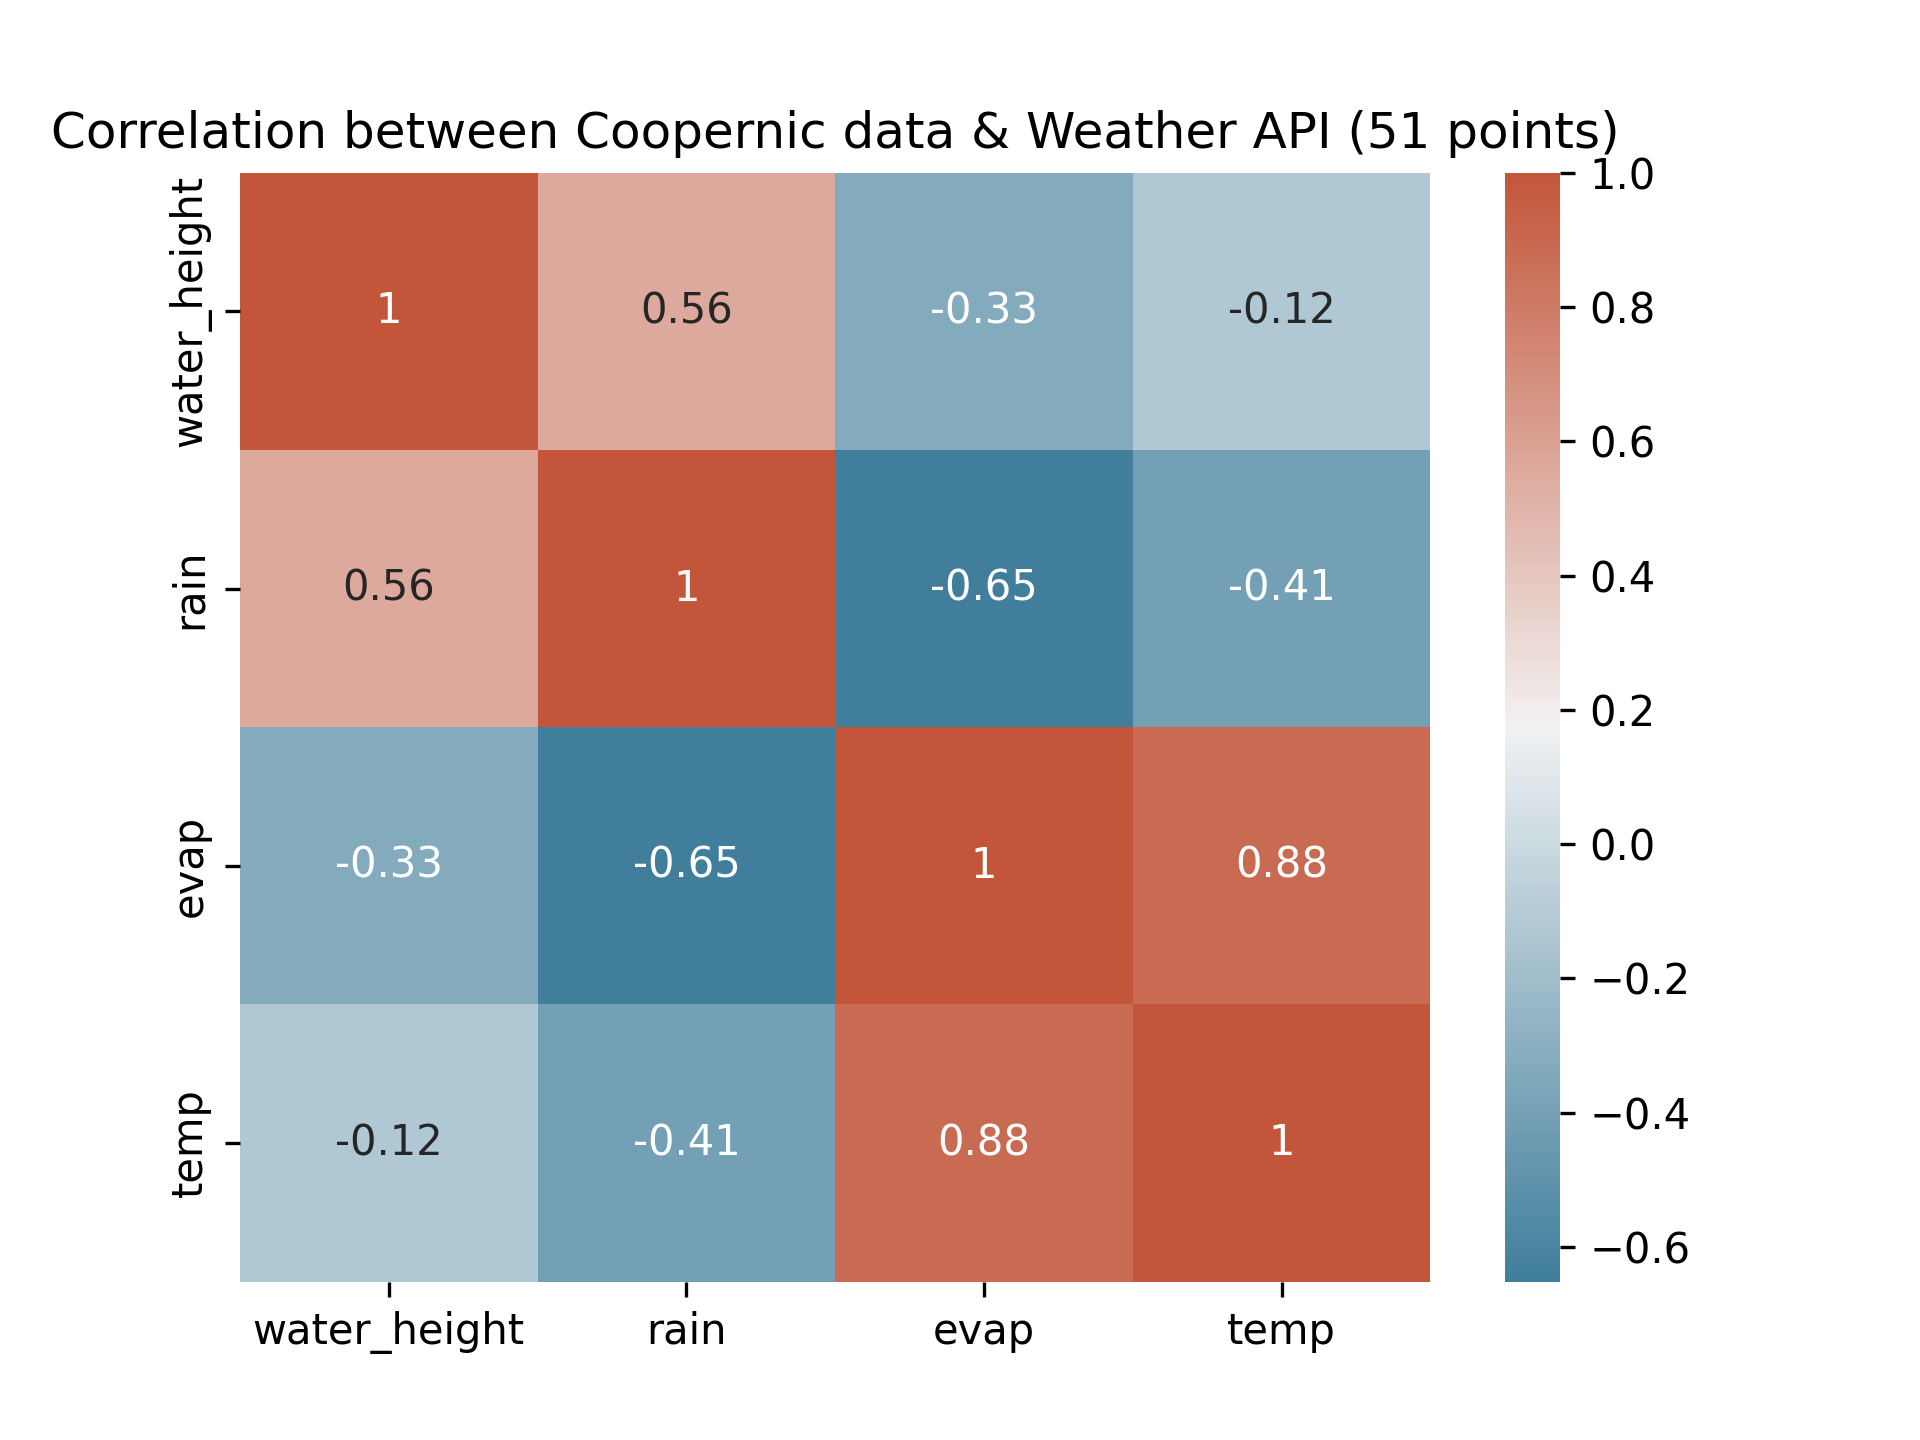 Correlation between Coopernic data & Weather API (51 points)
water_height
1
0.56
-0.33
-0.12
rain
0.56
1
-0.65
-0.41
evap
-0.33
-0.65
1
0.88
temp
-0.12
-0.41
0.88
1
water_height
rain
evap
temp
1.0
0.8
0.6
0.4
0.2
0.0
−0.2
−0.4
−0.6